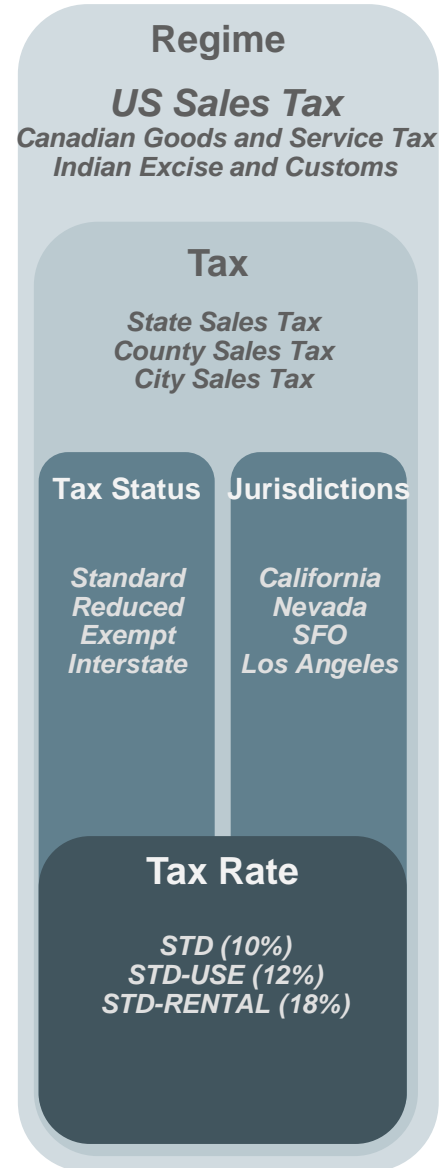 Regime
US Sales Tax
Canadian Goods and Service Tax
Indian Excise and Customs
Tax
State Sales Tax
County Sales Tax
City Sales Tax
Tax Status
Standard
Reduced
Exempt
Interstate
Jurisdictions
California
Nevada
SFO
Los Angeles
Tax Rate
STD (10%)
STD-USE (12%)
STD-RENTAL (18%)